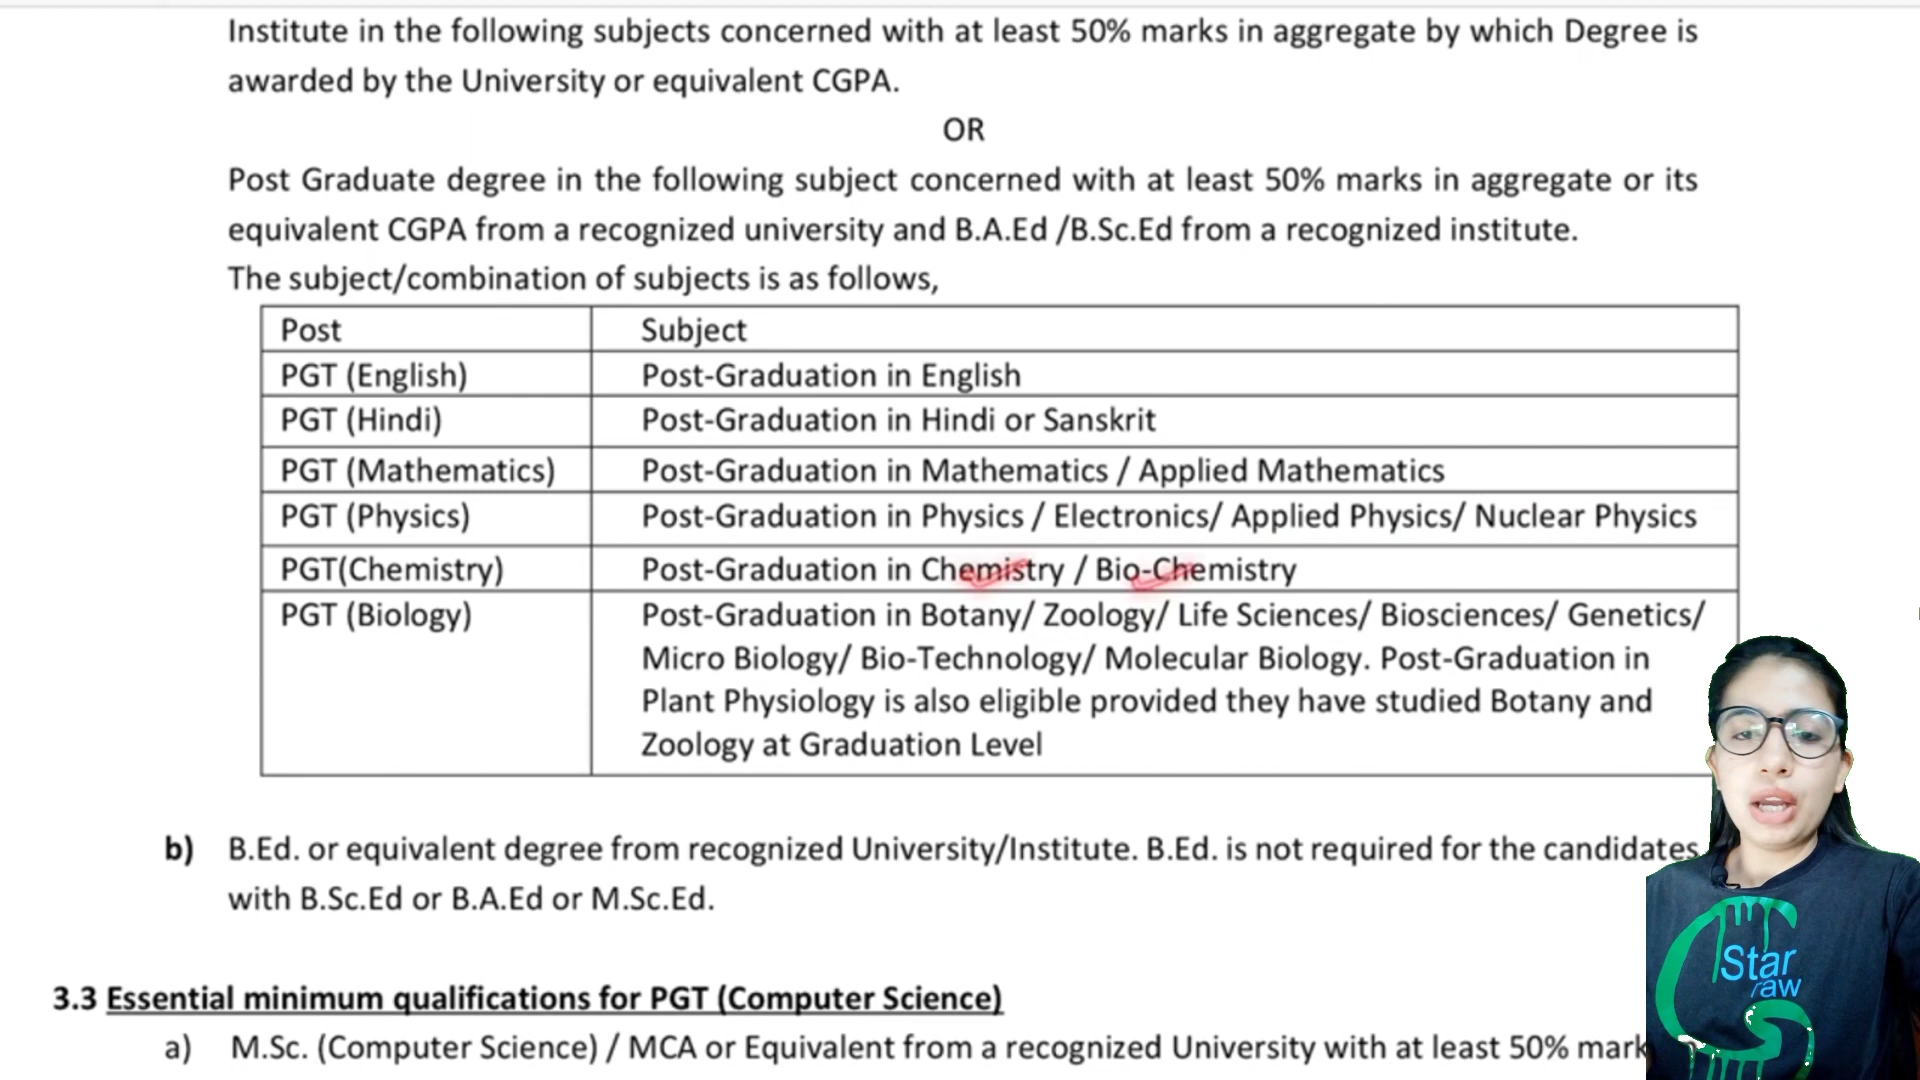 Institute in the following subjects concerned with at least 50% marks in aggregate by which Degree is
awarded by the University or equivalent CGPA.
OR
Post Graduate degree in the following subject concerned with at least 50% marks in aggregate or its
equivalent CGPA from a recognized university and B.A.Ed /B.Sc.Ed from a recognized institute.
The subject/combination of subjects is as follows,
Post Subject
PGT (English) Post-Graduation in English
PGT (Hindi) Post-Graduation in Hindi or Sanskrit
PGT (Mathematics) Post-Graduation in Mathematics / Applied Mathematics
PGT (Physics) Post-Graduation in Physics / Electronics/ Applied Physics/ Nuclear Physics
PGT(Chemistry) Post-Graduation in Chemistry / Bio-Chemistry
PGT (Biology) Post-Graduation in Botany/ Zoology/ Life Sciences/ Biosciences/ Genetics/
Micro Biology/ Bio-Technology/ Molecular Biology. Post-Graduation in
Plant Physiology is also eligible provided they have studied Botany and
Zoology at Graduation Level
b) B.Ed. or equivalent degree from recognized University/Institute. B.Ed. is not required for the candidates
with B.Sc.Ed or B.A.Ed or M.Sc.Ed.
3.3 Essential minimum qualifications for PGT (Computer Science)
a) M.Sc. (Computer Science) / MCA or Equivalent from a recognized University with at least 50% mark
Star
raw